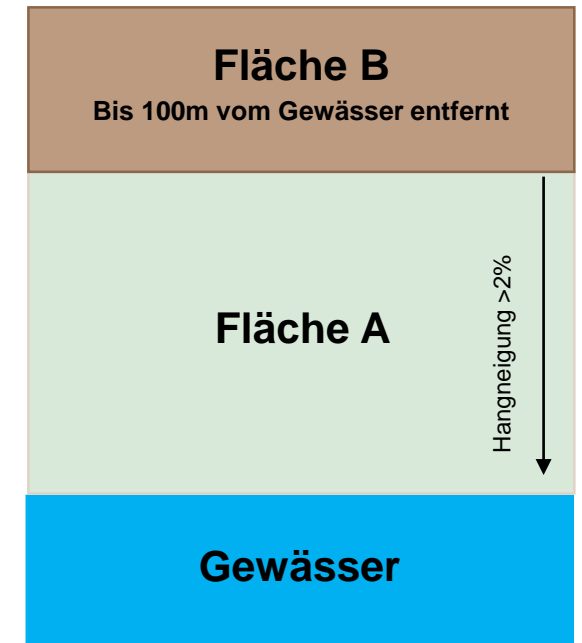 Fläche B
Bis 100m vom Gewässer entfernt
Fläche A
Hangneigung >2%
Gewässer